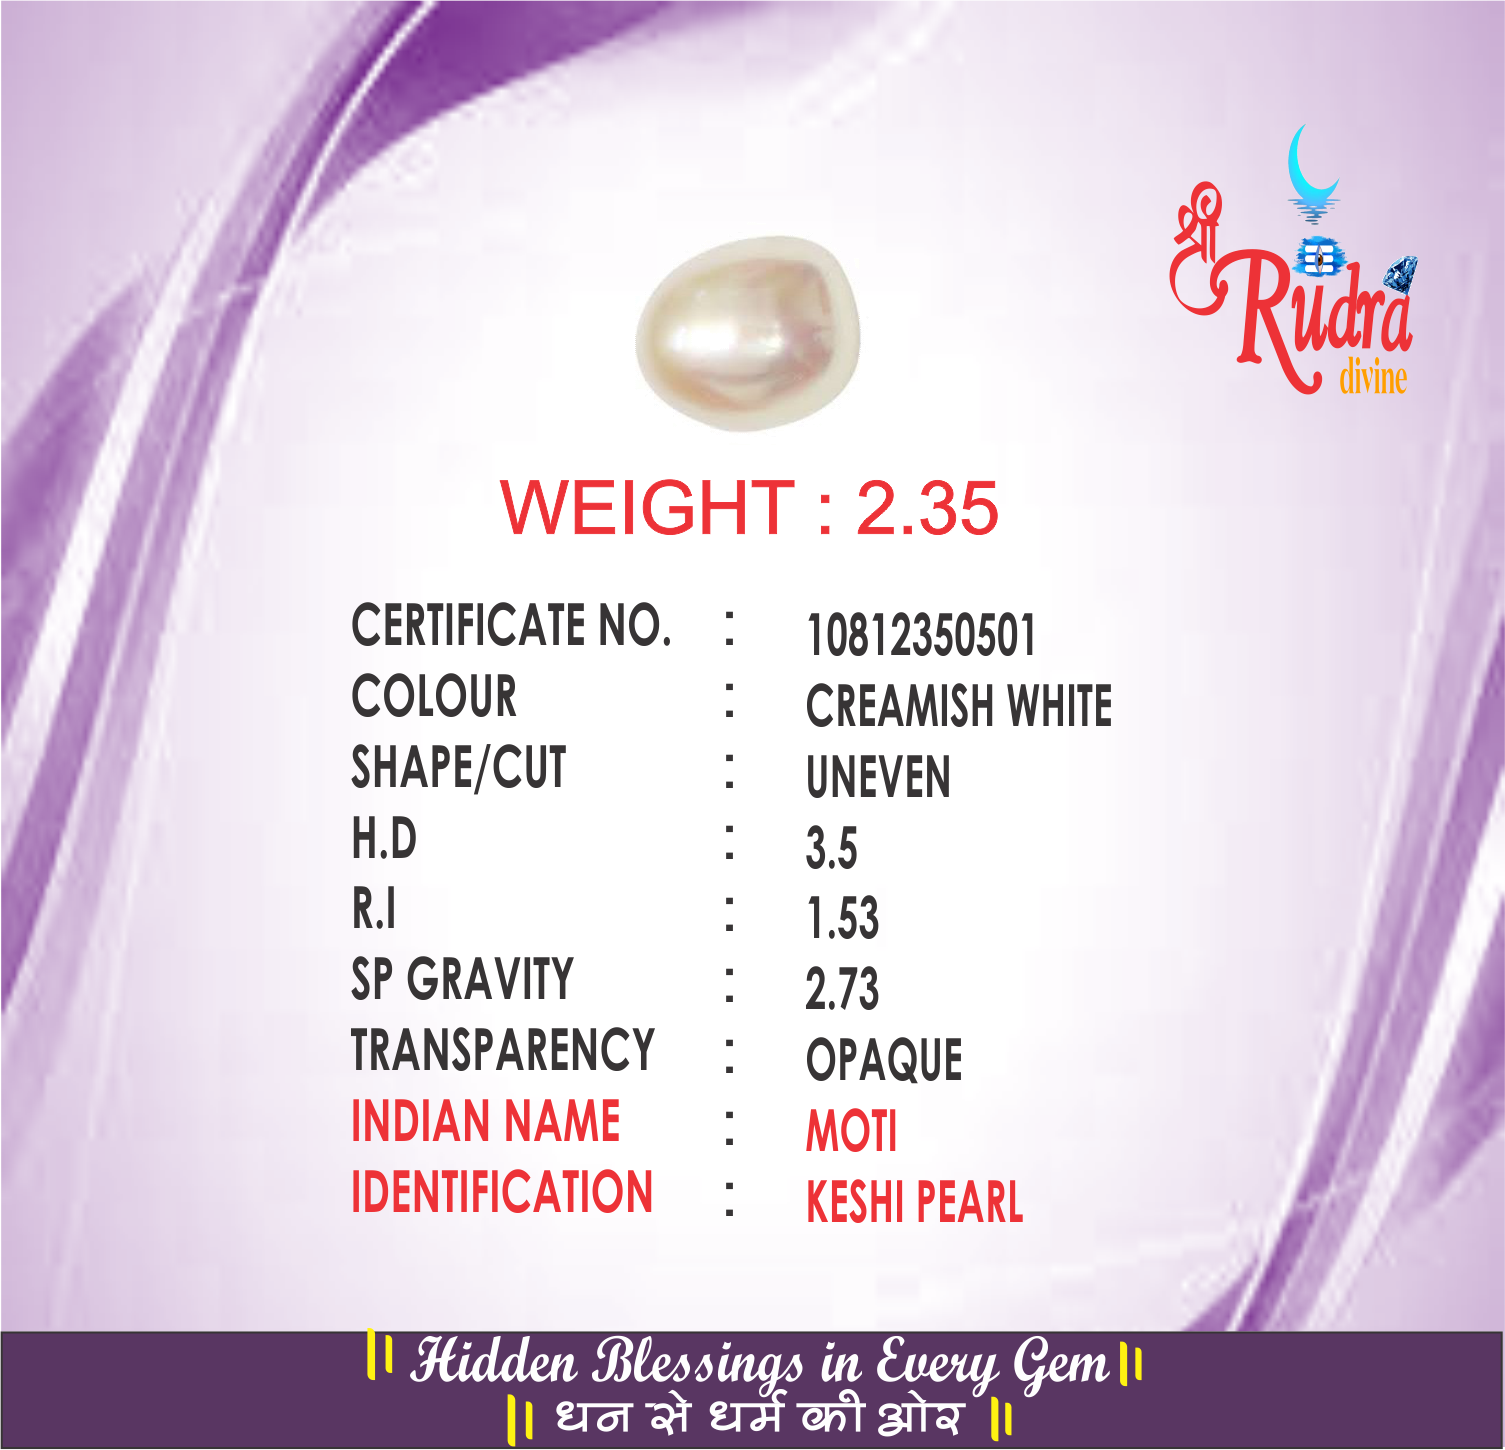 श्री
Rudra
divine
WEIGHT : 2.35
CERTIFICATE NO. : 10812350501
COLOUR : CREAMISH WHITE
SHAPE/CUT : UNEVEN
H.D : 3.5
R.I : 1.53
SP GRAVITY : 2.73
TRANSPARENCY : OPAQUE
INDIAN NAME : MOTI
IDENTIFICATION : KESHI PEARL
|| Hidden Blessings in Every Gem ||
|| धन से धर्म की ओर ||